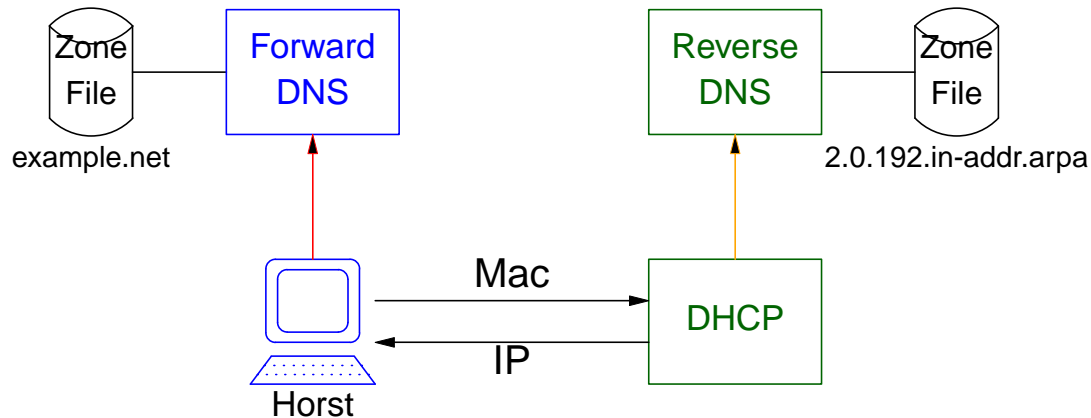 Zone
File
example.net
Forward
DNS
Reverse
DNS
Zone
File
2.0.192.in-addr.arpa
Mac
IP
Horst
DHCP